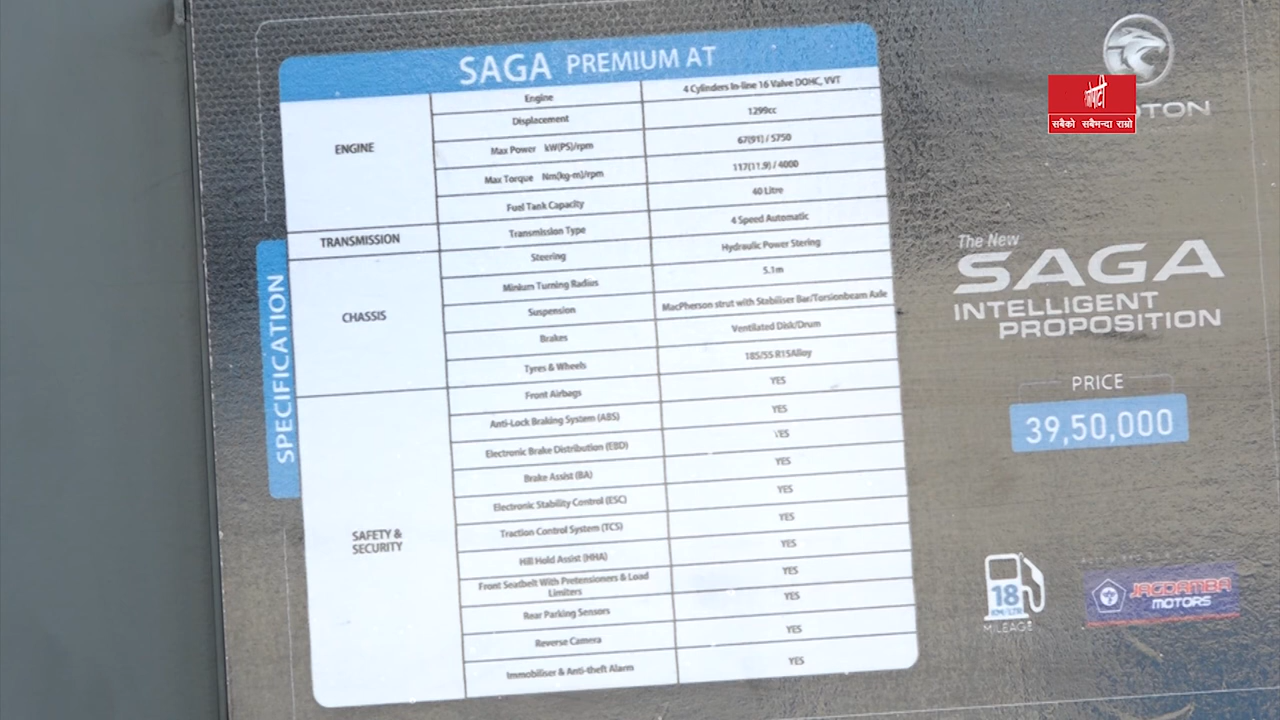 SAGA PREMIUM AT
SPECIFICATION
ENGINE
Engine 4 Cylinders In-line 16 Valve DOHC, VVT
Displacement 1299cc
Max Power kW(PS)/rpm 67(91) / 5750
Max Torque Nm(kg-m)/rpm 117(11.9) / 4000
Fuel Tank Capacity 40 Litre
TRANSMISSION
Transmission Type 4 Speed Automatic
CHASSIS
Steering Hydraulic Power Stering
Minium Turning Radius 5.1m
Suspension MacPherson strut with Stabiliser Bar/Torsionbeam Axle
Brakes Ventilated Disk/Drum
Tyres & Wheels 185/55 R15Alloy
SAFETY &
SECURITY
Front Airbags YES
Anti-Lock Braking System (ABS) YES
Electronic Brake Distribution (EBD) YES
Brake Assist (BA) YES
Electronic Stability Control (ESC) YES
Traction Control System (TCS) YES
Hill Hold Assist (HHA) YES
Front Seatbelt With Pretensioners & Load
Limiters YES
Rear Parking Sensors YES
Reverse Camera YES
Immobiliser & Anti-theft Alarm YES
सबैको सबैभन्दा राम्रो
TON
The New
SAGA
INTELLIGENT
PROPOSITION
PRICE
39,50,000
18
KM/LTR
MILEAGE
JAGDAMBA
MOTORS